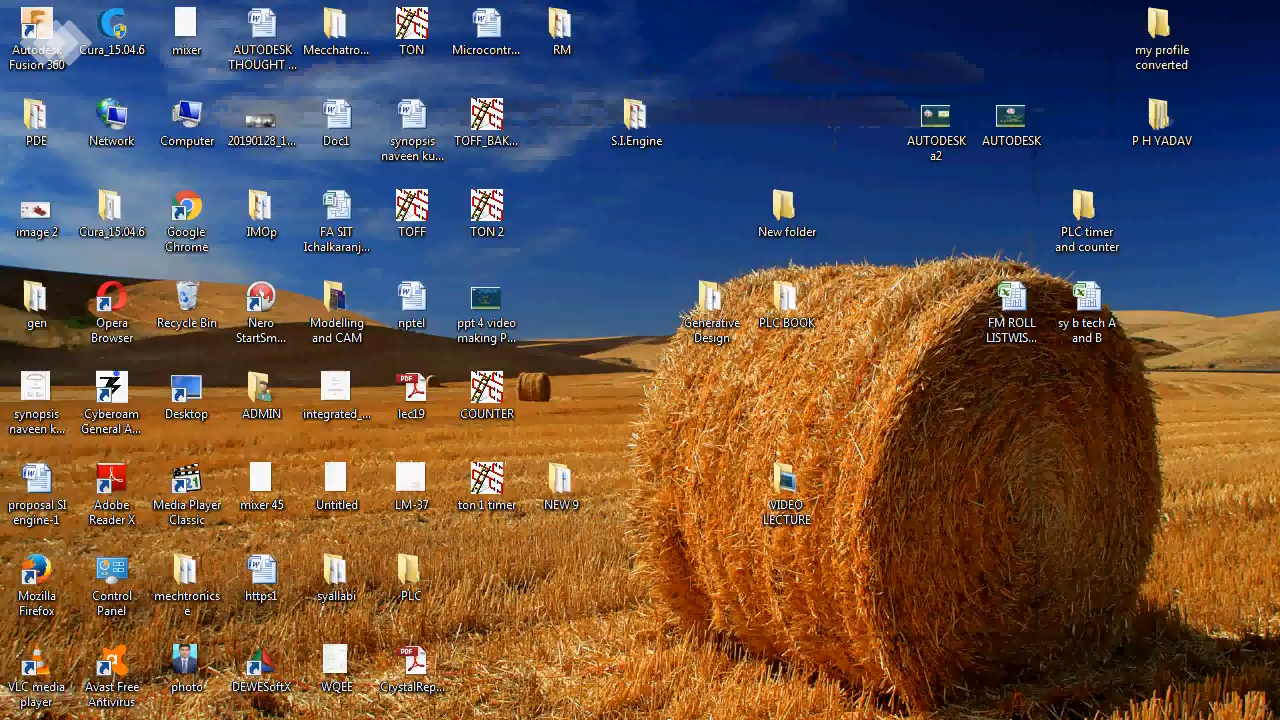 Autodesk
Fusion 360
Cura_15.04.6
mixer
AUTODESK
THOUGHT ...
Mecchatro...
TON
Microcontr...
RM
my profile
converted
PDE
Network
Computer
20190128_1...
Doc1
synopsis
naveen ku...
TOFF_BAK...
S.I.Engine
AUTODESK
a2
AUTODESK
P H YADAV
image 2
Cura_15.04.6
Google
Chrome
IMOp
FA SIT
Ichalkaranj...
TOFF
TON 2
New folder
PLC timer
and counter
gen
Opera
Browser
Recycle Bin
Nero
StartSm...
Modelling
and CAM
nptel
ppt 4 video
making P...
Generative
Design
PLC BOOK
FM ROLL
LISTWIS...
sy b tech A
and B
synopsis
naveen k...
Cyberoam
General A...
Desktop
ADMIN
integrated_...
lec19
COUNTER
proposal SI
engine-1
Adobe
Reader X
Media Player
Classic
mixer 45
Untitled
LM-37
ton 1 timer
NEW 9
VIDEO
LECTURE
Mozilla
Firefox
Control
Panel
mechtronics
e
https1
syallabi
PLC
VLC media
player
Avast Free
Antivirus
photo
DEWESoftX
WQEE
CrystalRep...